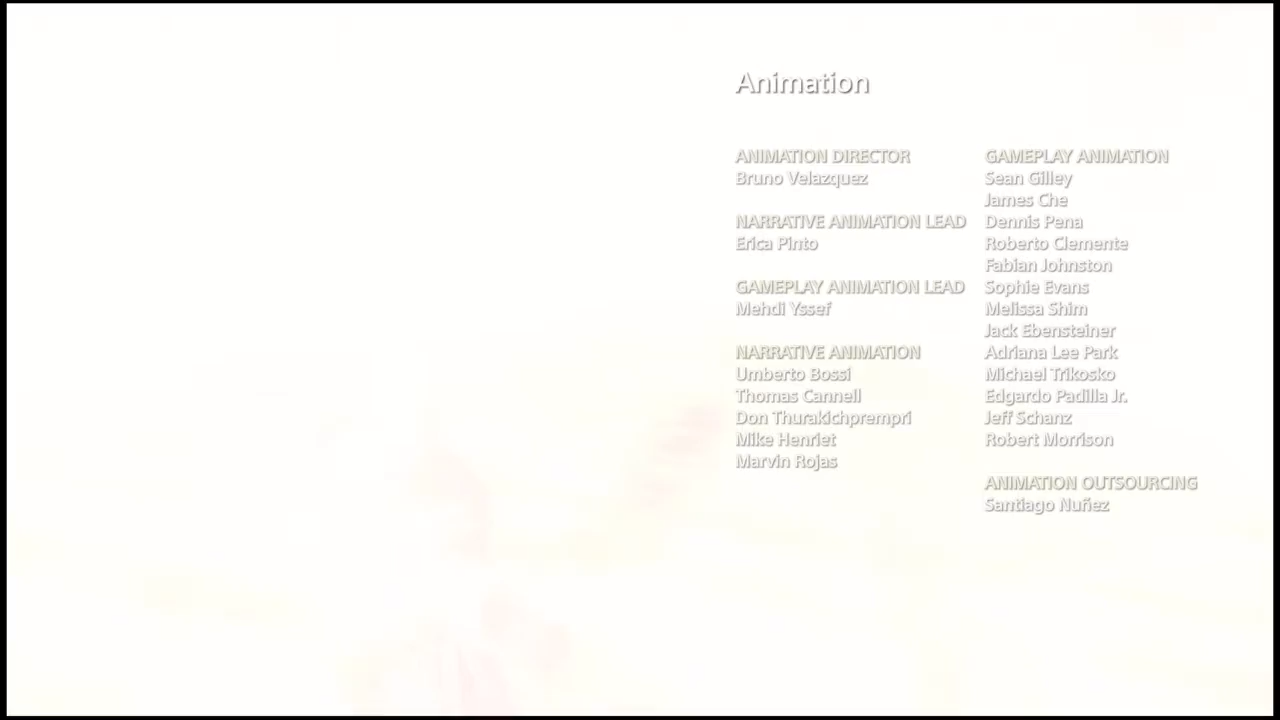 Animation
ANIMATION DIRECTOR
Bruno Velazquez
NARRATIVE ANIMATION LEAD
Erica Pinto
GAMEPLAY ANIMATION LEAD
Mehdi Yssef
NARRATIVE ANIMATION
Umberto Bossi
Thomas Cannell
Don Thurakichprempri
Mike Henriet
Marvin Rojas
GAMEPLAY ANIMATION
Sean Gilley
James Che
Dennis Pena
Roberto Clemente
Fabian Johnston
Sophie Evans
Melissa Shim
Jack Ebensteiner
Adriana Lee Park
Michael Trikosko
Edgardo Padilla Jr.
Jeff Schanz
Robert Morrison
ANIMATION OUTSOURCING
Santiago Nuñez